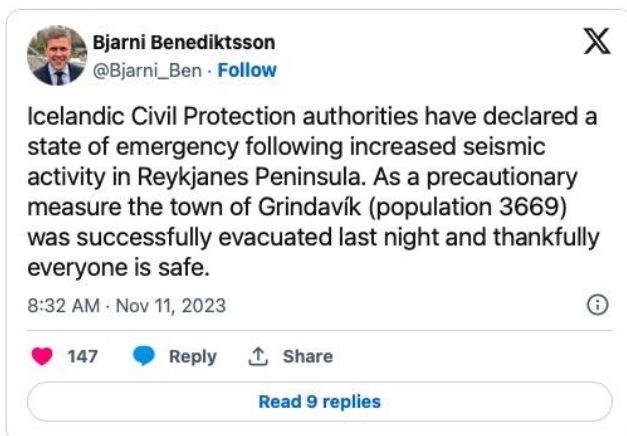 Bjarni Benediktsson
@Bjarni_Ben · Follow
Icelandic Civil Protection authorities have declared a
state of emergency following increased seismic
activity in Reykjanes Peninsula. As a precautionary
measure the town of Grindavík (population 3669)
was successfully evacuated last night and thankfully
everyone is safe.
8:32 AM · Nov 11, 2023
147 Reply Share
Read 9 replies